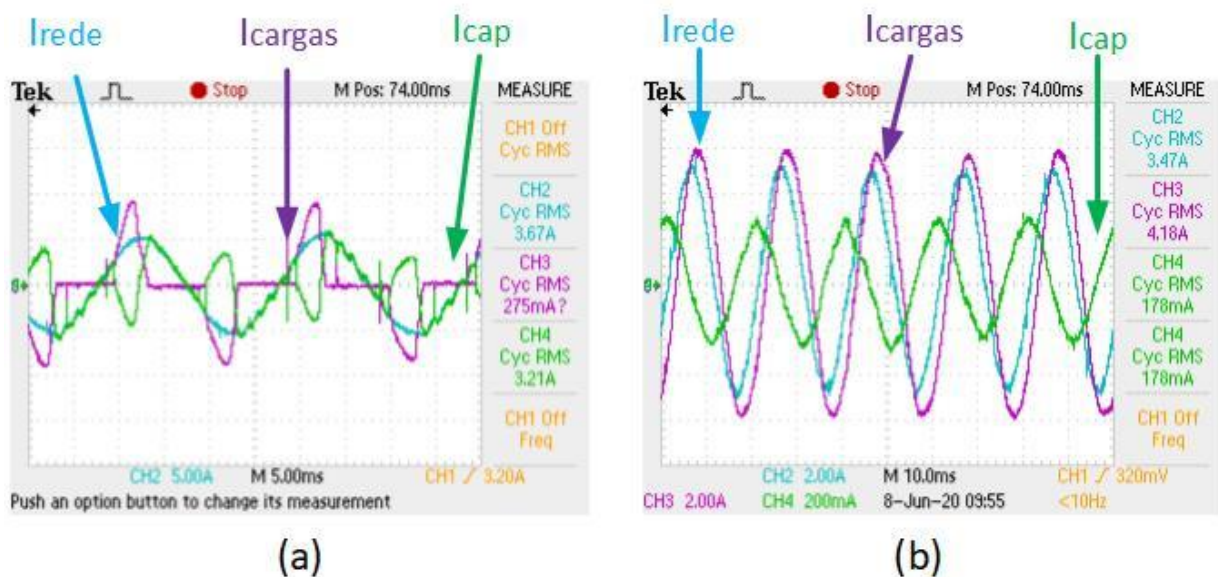 (a) (b)
Irede Icargas Icap
Tek Stop M Pos: 74.00ms MEASURE
CH1 Off
Cyc RMS
CH2
Cyc RMS
3.67A
CH3
Cyc RMS
275mA?
CH4
Cyc RMS
3.21A
CH1 Off
Freq
CH2 5.00A M 5.00ms CH1 / 3.20A
Push an option button to change its measurement
(a)
Irede Icargas Icap
Tek Stop M Pos: 74.00ms MEASURE
CH2
Cyc RMS
3.47A
CH3
Cyc RMS
4.18A
CH4
Cyc RMS
178mA
CH4
Cyc RMS
178mA
CH1 Off
Freq
CH2 2.00A M 10.0ms CH1 / 320mV
CH3 2.00A CH4 200mA 8-Jun-20 09:55 <10Hz
(b)